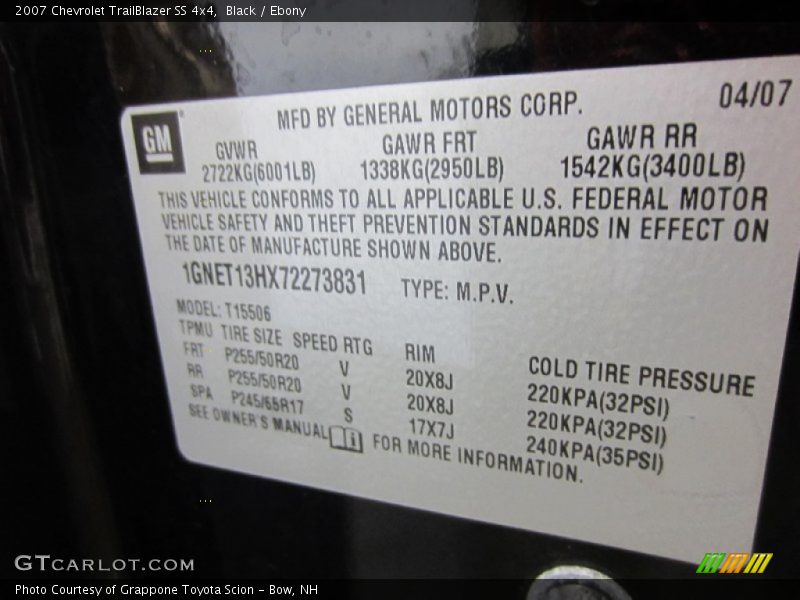 2007 Chevrolet TrailBlazer SS 4x4,  Black / Ebony
04/07
MFD BY GENERAL MOTORS CORP.
GM
GVWR GAWR FRT GAWR RR
2722KG(6001LB) 1338KG(2950LB) 1542KG(3400LB)
THIS VEHICLE CONFORMS TO ALL APPLICABLE U.S. FEDERAL MOTOR
VEHICLE SAFETY AND THEFT PREVENTION STANDARDS IN EFFECT ON
THE DATE OF MANUFACTURE SHOWN ABOVE.
1GNET13HX72273831 TYPE: M.P.V.
MODEL: T15506
TPMU TIRE SIZE SPEED RTG RIM COLD TIRE PRESSURE
FRT P255/50R20 V 20X8J 220KPA(32PSI)
RR P255/50R20 V 20X8J 220KPA(32PSI)
SPA P245/65R17 S 17X7J 240KPA(35PSI)
SEE OWNER'S MANUAL FOR MORE INFORMATION.
GTCARLOT.COM
Photo Courtesy of Grappone Toyota Scion – Bow, NH